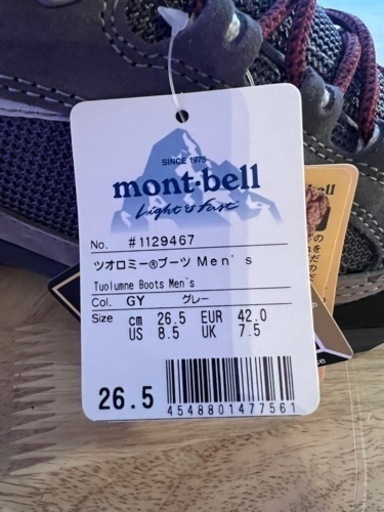 SINCE 1975
mont-bell
Light & Fast
No. #1129467
ツオロミー®ブーツ Men's
Tuolumne Boots Men's
Col. GY グレー
Size cm 26.5 EUR 42.0
US 8.5 UK 7.5
26.5
4548801477561
bell